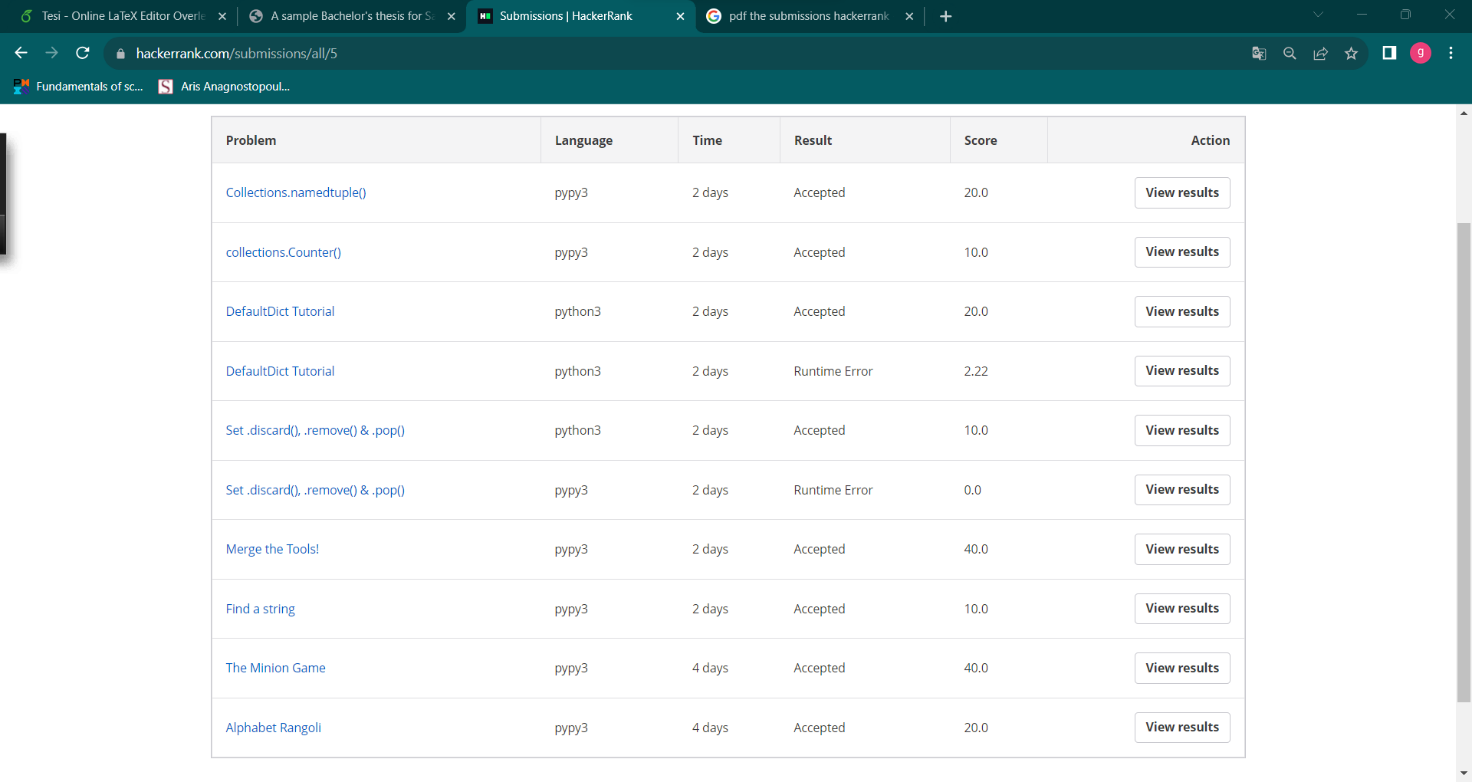 Tesi - Online LaTeX Editor Overle
A sample Bachelor's thesis for Sa
Submissions | HackerRank
pdf the submissions hackerrank
hackerrank.com/submissions/all/5
g
Fundamentals of sc...
Aris Anagnostopoul...
Problem Language Time Result Score Action
Collections.namedtuple() pypy3 2 days Accepted 20.0 View results
collections.Counter() pypy3 2 days Accepted 10.0 View results
DefaultDict Tutorial python3 2 days Accepted 20.0 View results
DefaultDict Tutorial python3 2 days Runtime Error 2.22 View results
Set .discard(), .remove() & .pop() python3 2 days Accepted 10.0 View results
Set .discard(), .remove() & .pop() pypy3 2 days Runtime Error 0.0 View results
Merge the Tools! pypy3 2 days Accepted 40.0 View results
Find a string pypy3 2 days Accepted 10.0 View results
The Minion Game pypy3 4 days Accepted 40.0 View results
Alphabet Rangoli pypy3 4 days Accepted 20.0 View results